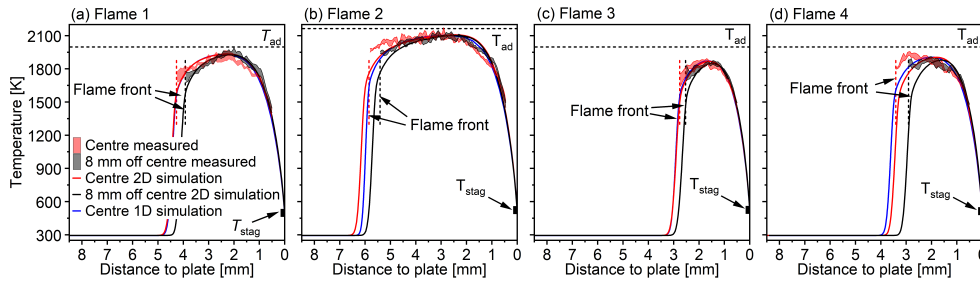 (a) Flame 1
(b) Flame 2
(c) Flame 3
(d) Flame 4
Temperature [K]
2100
1800
1500
1200
900
600
300
T_ad
Flame front
Centre measured
8 mm off centre measured
Centre 2D simulation
8 mm off centre 2D simulation
Centre 1D simulation
T_stag
8 7 6 5 4 3 2 1 0
Distance to plate [mm]
T_ad
Flame front
T_stag
8 7 6 5 4 3 2 1 0
Distance to plate [mm]
T_ad
Flame front
T_stag
8 7 6 5 4 3 2 1 0
Distance to plate [mm]
T_ad
Flame front
T_stag
8 7 6 5 4 3 2 1 0
Distance to plate [mm]